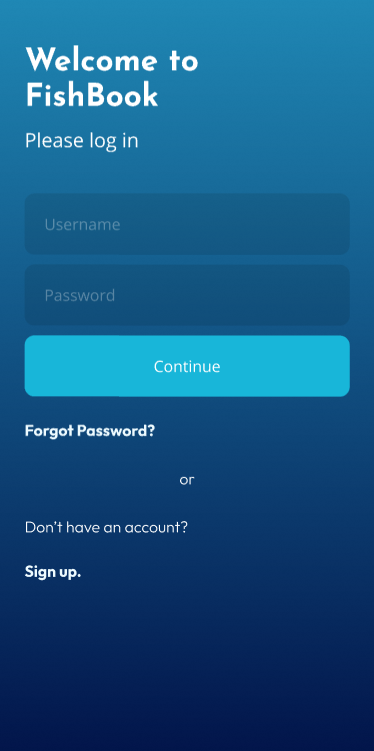 Welcome to
FishBook
Please log in
Username
Password
Continue
Forgot Password?
or
Don’t have an account?
Sign up.